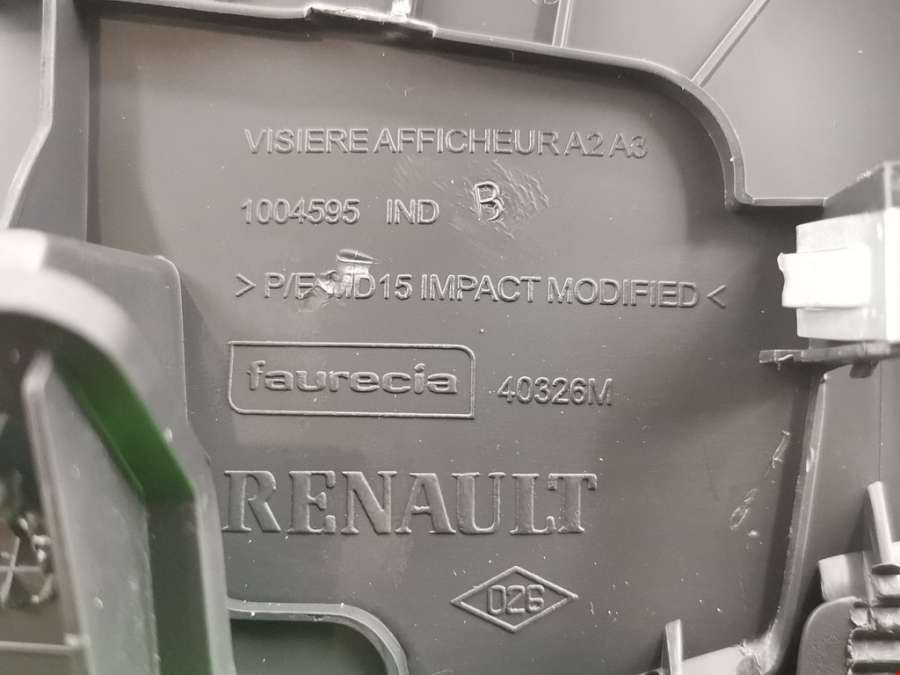 VISIERE AFFICHEUR A2 A3
1004595 IND B
MD15 IMPACT MODIFIED <
faurecia 40326M
RENAULT
026